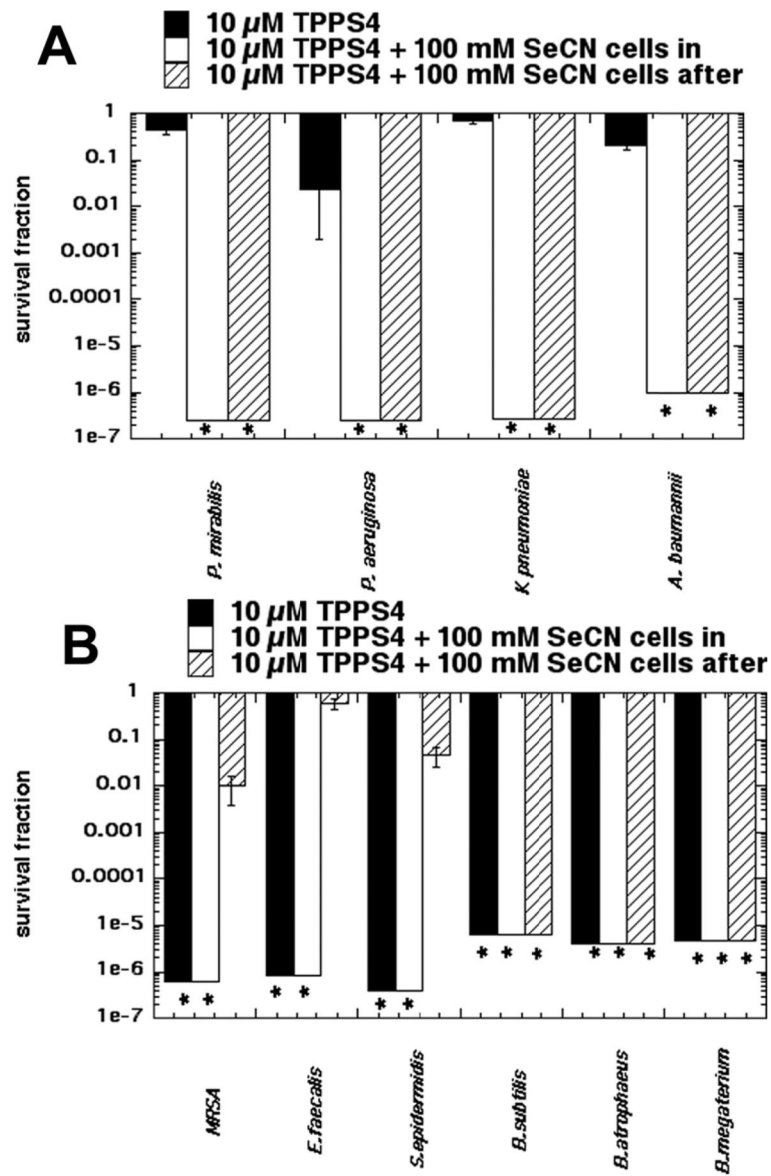 A
10 µM TPPS4
10 µM TPPS4 + 100 mM SeCN cells in
10 µM TPPS4 + 100 mM SeCN cells after
survival fraction
1
0.1
0.01
0.001
0.0001
1e-5
1e-6
1e-7
* * * * * * * *
P. mirabilis
P. aeruginosa
K pneumoniae
A. baumannii
B
10 µM TPPS4
10 µM TPPS4 + 100 mM SeCN cells in
10 µM TPPS4 + 100 mM SeCN cells after
survival fraction
1
0.1
0.01
0.001
0.0001
1e-5
1e-6
1e-7
* * * * * * * * * * * * * * *
MRSA
E.faecalis
S.epidermidis
B.subtilis
B.atrophaeus
B.megaterium